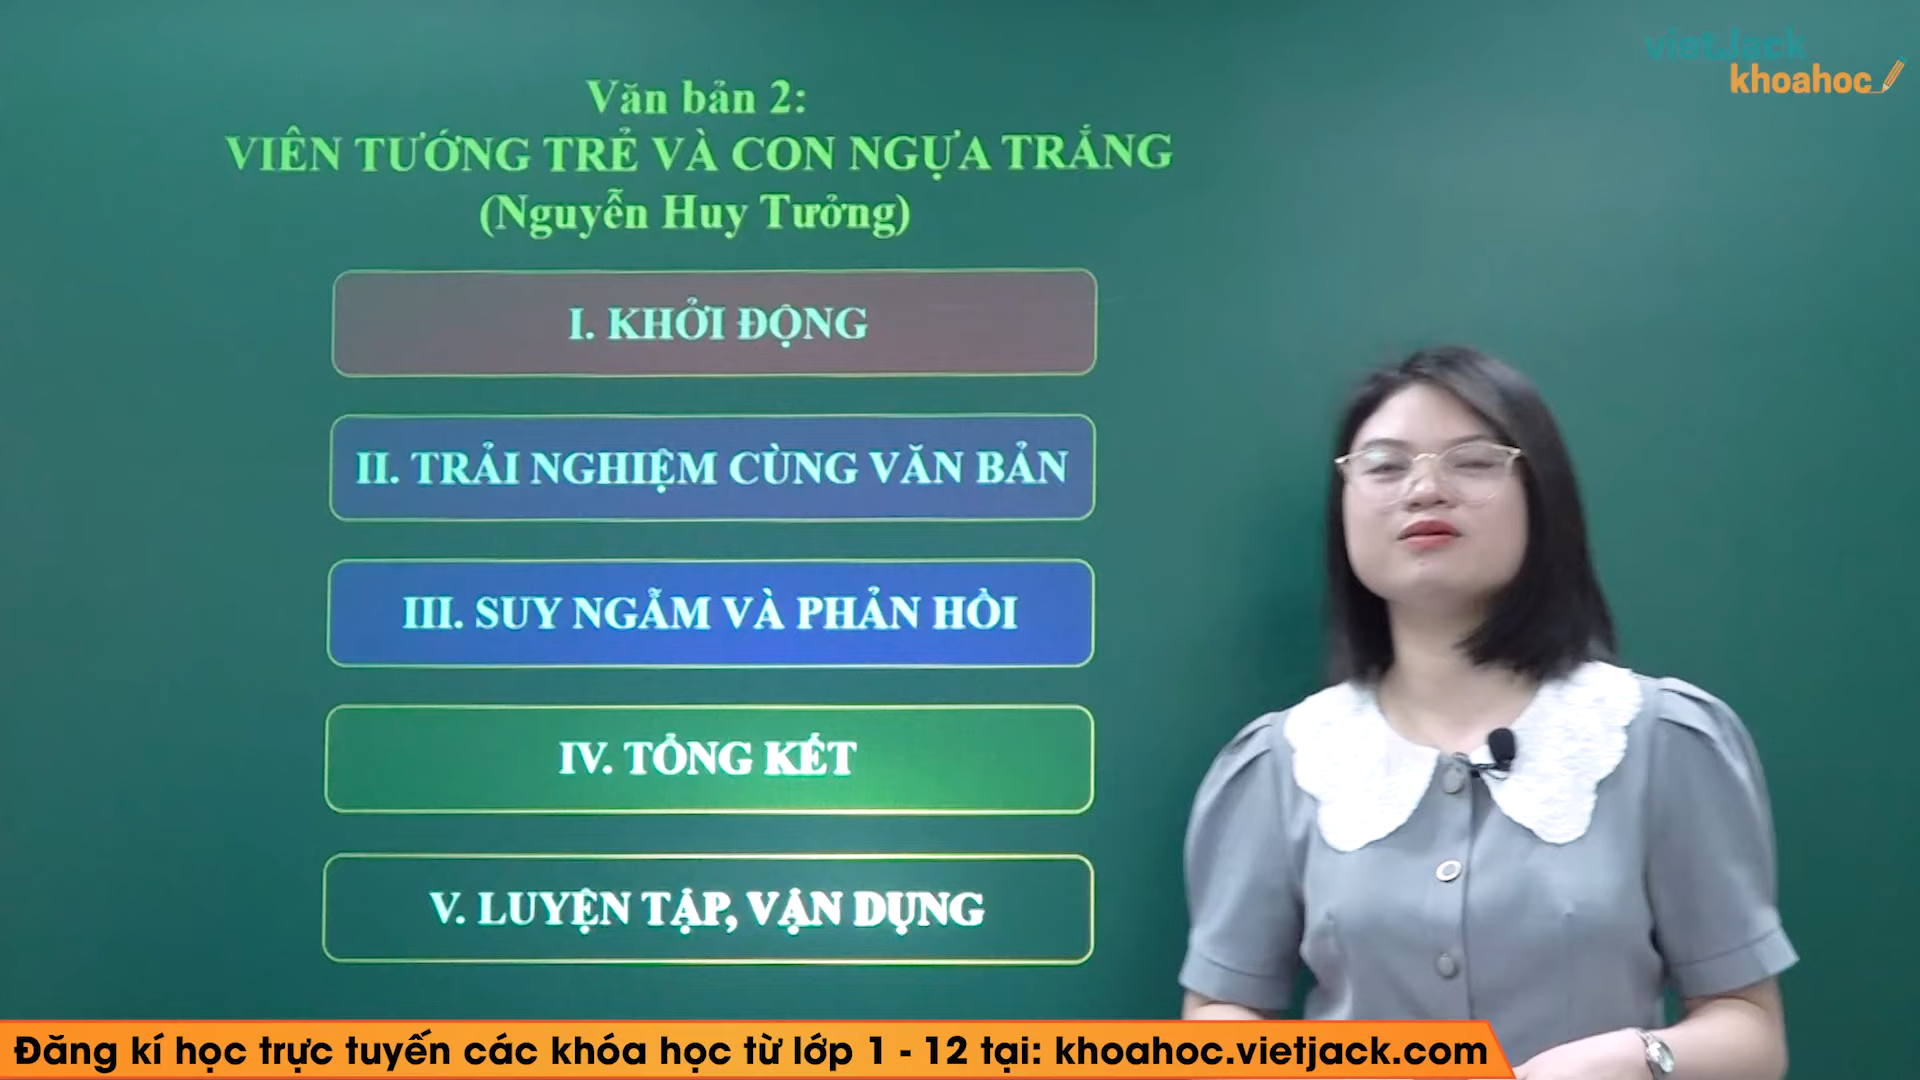 vietJack
khoahoc
Văn bản 2:
VIÊN TƯỚNG TRẺ VÀ CON NGỰA TRẮNG
(Nguyễn Huy Tưởng)
I. KHỞI ĐỘNG
II. TRẢI NGHIỆM CÙNG VĂN BẢN
III. SUY NGẪM VÀ PHẢN HỒI
IV. TỔNG KẾT
V. LUYỆN TẬP, VẬN DỤNG
Đăng kí học trực tuyến các khóa học từ lớp 1 - 12 tại: khoahoc.vietjack.com